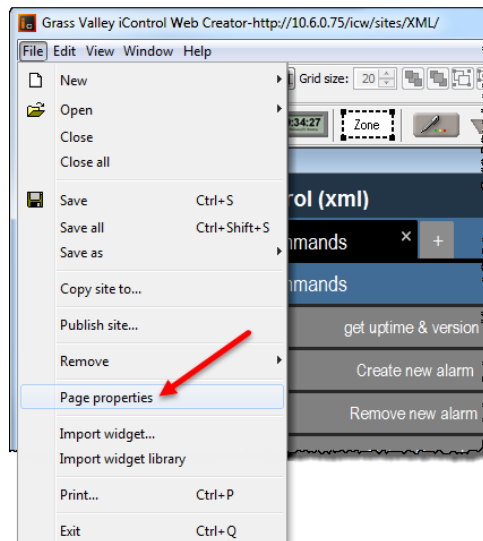 Grass Valley iControl Web Creator-http://10.6.0.75/icw/sites/XML/
File Edit View Window Help
New
Grid size: 20
Open
Close
:34:27
Zone
Close all
Save Ctrl+S
rol (xml)
Save all Ctrl+Shift+S
Save as
mmands × +
Copy site to...
mmands
Publish site...
get uptime & version
Remove
Create new alarm
Page properties
Remove new alarm
Import widget...
Import widget library
Print... Ctrl+P
Exit Ctrl+Q